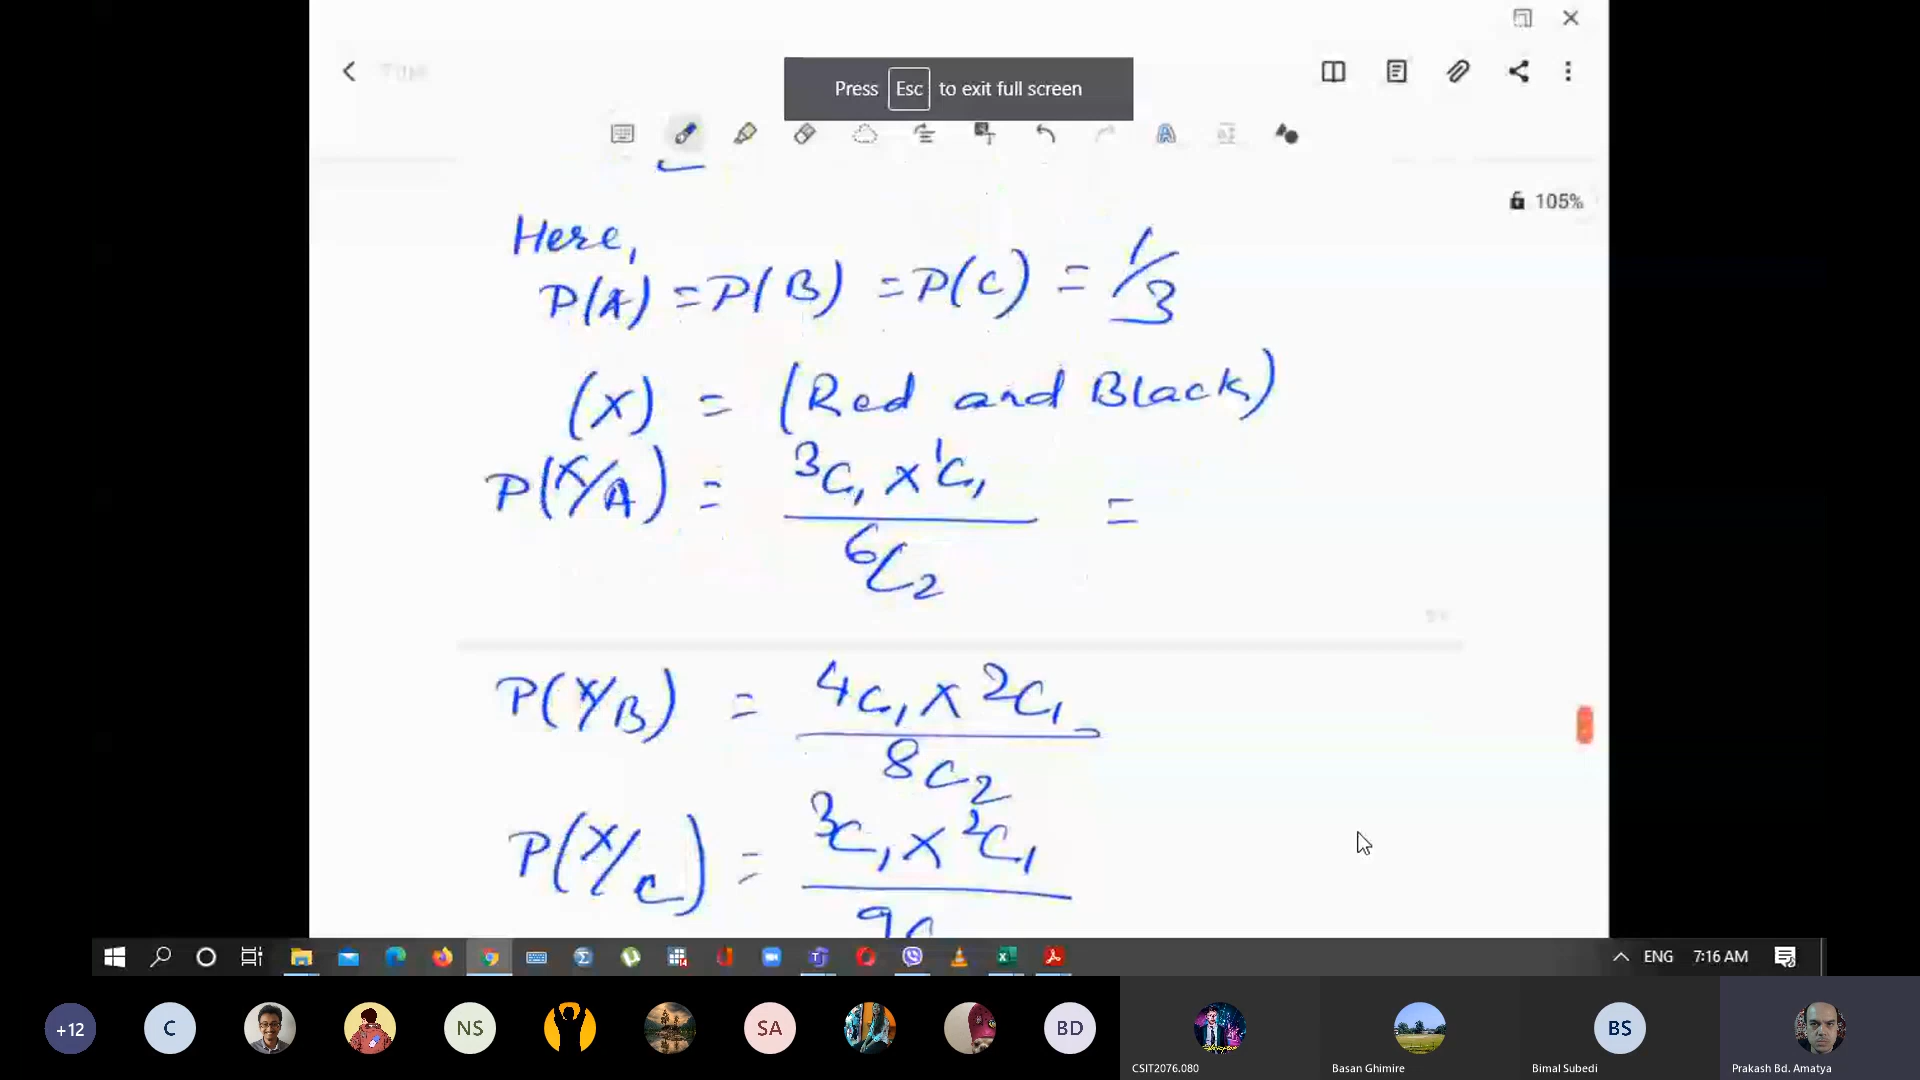 Title
Press Esc to exit full screen
105%
Here,
P(A) = P(B) = P(C) = 1/3
(X) = (Red and Black)
P(X/A) = ³C₁ × ¹C₁ / ⁶C₂ =
P(X/B) = 4C₁ × 2C₁ / 8C₂
P(X/C) = ³C₁ × ²C₁ / 9C
ENG 7:16 AM
+12 C NS SA BD BS
CSIT2076.080 Basan Ghimire Bimal Subedi Prakash Bd. Amatya